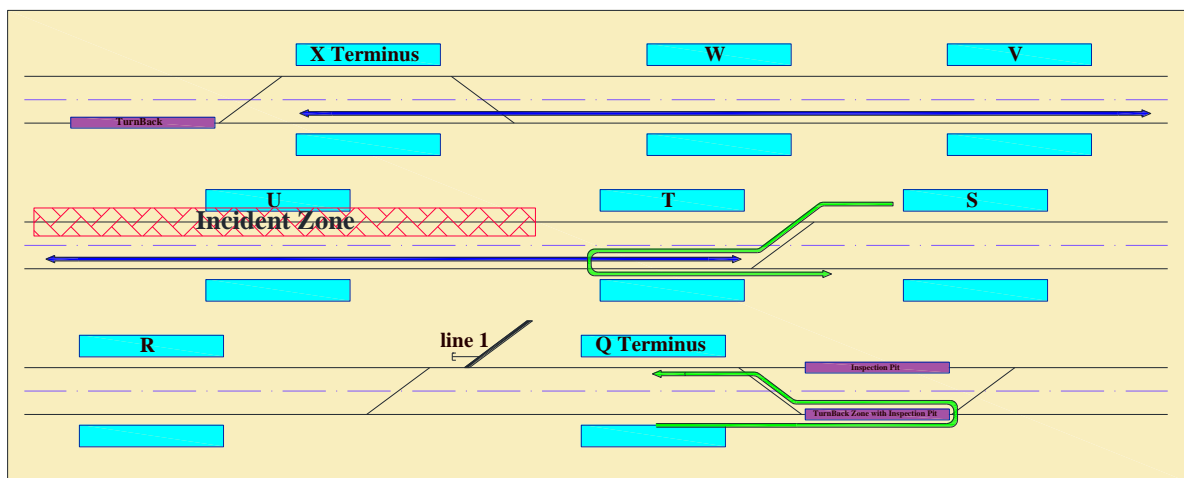 X Terminus
W
V
TurnBack
U
T
S
Incident Zone
R
line 1
Q Terminus
Inspection Pit
TurnBack Zone with Inspection Pit